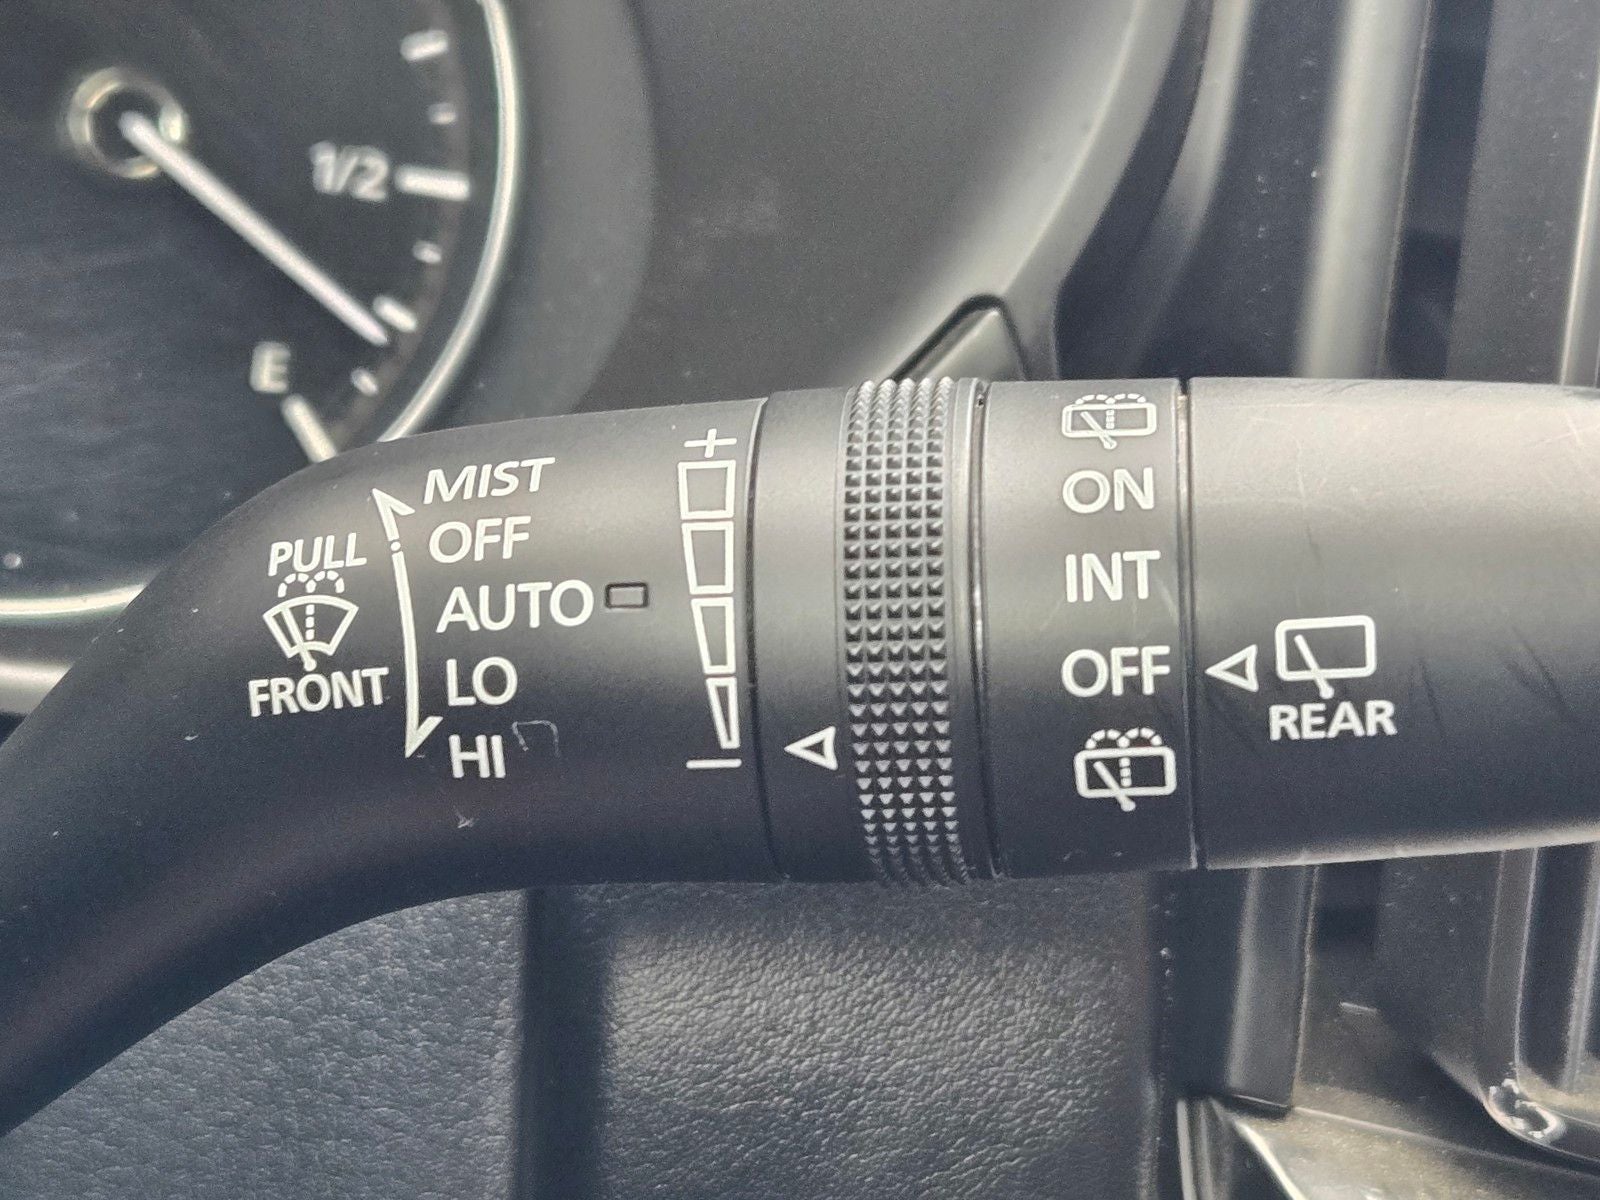 1/2
E
PULL
FRONT
MIST
OFF
AUTO
LO
HI
+
−
ON
INT
OFF
REAR